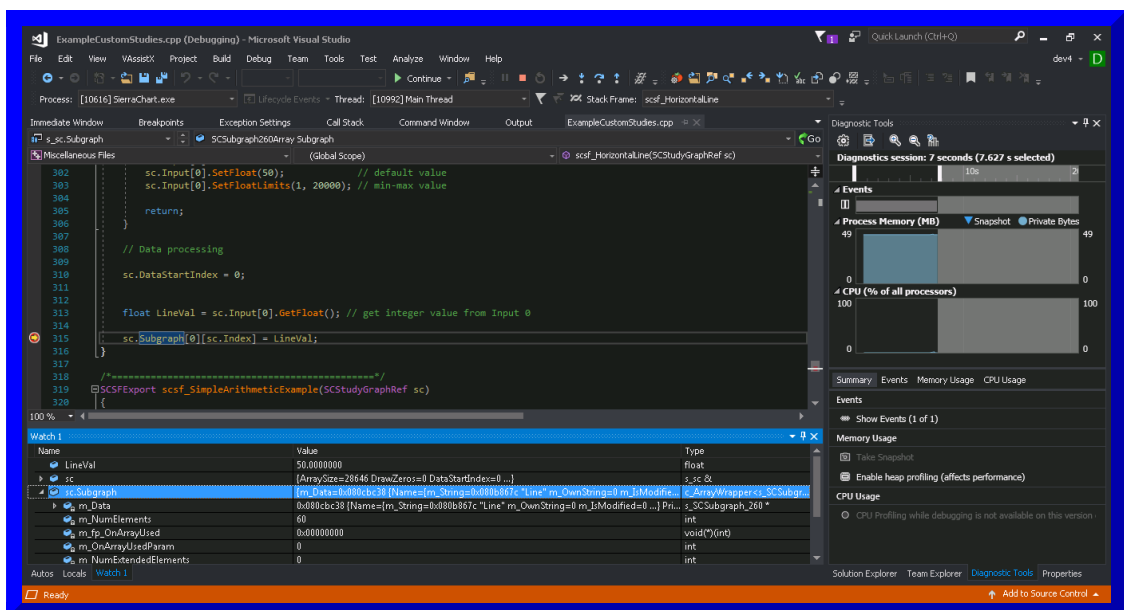 ExampleCustomStudies.cpp (Debugging) - Microsoft Visual Studio
1
Quick Launch (Ctrl+Q)
File Edit View VAssistX Project Build Debug Team Tools Test Analyze Window Help
dev4
D
Continue
Process: [10616] SierraChart.exe
Lifecycle Events
Thread: [10992] Main Thread
Stack Frame: scsf_HorizontalLine
Immediate Window Breakpoints Exception Settings Call Stack Command Window Output ExampleCustomStudies.cpp
s_sc.Subgraph
SCSubgraph260Array Subgraph
Go
Miscellaneous Files
(Global Scope)
scsf_HorizontalLine(SCStudyGraphRef sc)
302 sc.Input[0].SetFloat(50); // default value
303 sc.Input[0].SetFloatLimits(1, 20000); // min-max value
304
305 return;
306 }
307
308 // Data processing
309
310 sc.DataStartIndex = 0;
311
312
313 float LineVal = sc.Input[0].GetFloat(); // get integer value from Input 0
314
315 sc.Subgraph[0][sc.Index] = LineVal;
316 }
317
318 /*==================================================*/
319 SCSFExport scsf_SimpleArithmeticExample(SCStudyGraphRef sc)
320 {
100 %
Watch 1
Name Value Type
LineVal 50.0000000 float
sc {ArraySize=28646 DrawZeros=0 DataStartIndex=0 ...} s_sc &
sc.Subgraph {m_Data=0x080cbc38 {Name={m_String=0x080b867c "Line" m_OwnString=0 m_IsModifie... c_ArrayWrapper<s_SCSubgr...
m_Data 0x080cbc38 {Name={m_String=0x080b867c "Line" m_OwnString=0 m_IsModified=0 ...} Pri... s_SCSubgraph_260 *
m_NumElements 60 int
m_fp_OnArrayUsed 0x00000000 void(*)(int)
m_OnArrayUsedParam 0 int
m_NumExtendedElements 0 int
Autos Locals Watch 1
Diagnostic Tools
Diagnostics session: 7 seconds (7.627 s selected)
10s 2
Events
Process Memory (MB) Snapshot Private Bytes
49 49
0 0
CPU (% of all processors)
100 100
0 0
Summary Events Memory Usage CPU Usage
Events
Show Events (1 of 1)
Memory Usage
Take Snapshot
Enable heap profiling (affects performance)
CPU Usage
CPU Profiling while debugging is not available on this version
Solution Explorer Team Explorer Diagnostic Tools Properties
Ready
Add to Source Control